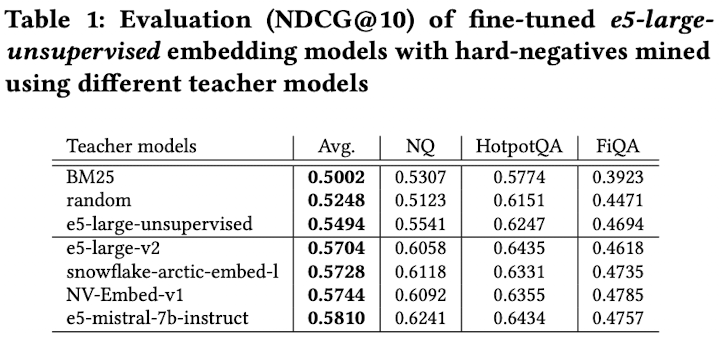 Table 1: Evaluation (NDCG@10) of fine-tuned e5-large-
unsupervised embedding models with hard-negatives mined
using different teacher models
Teacher models Avg. NQ HotpotQA FiQA
BM25 0.5002 0.5307 0.5774 0.3923
random 0.5248 0.5123 0.6151 0.4471
e5-large-unsupervised 0.5494 0.5541 0.6247 0.4694
e5-large-v2 0.5704 0.6058 0.6435 0.4618
snowflake-arctic-embed-l 0.5728 0.6118 0.6331 0.4735
NV-Embed-v1 0.5744 0.6092 0.6355 0.4785
e5-mistral-7b-instruct 0.5810 0.6241 0.6434 0.4757